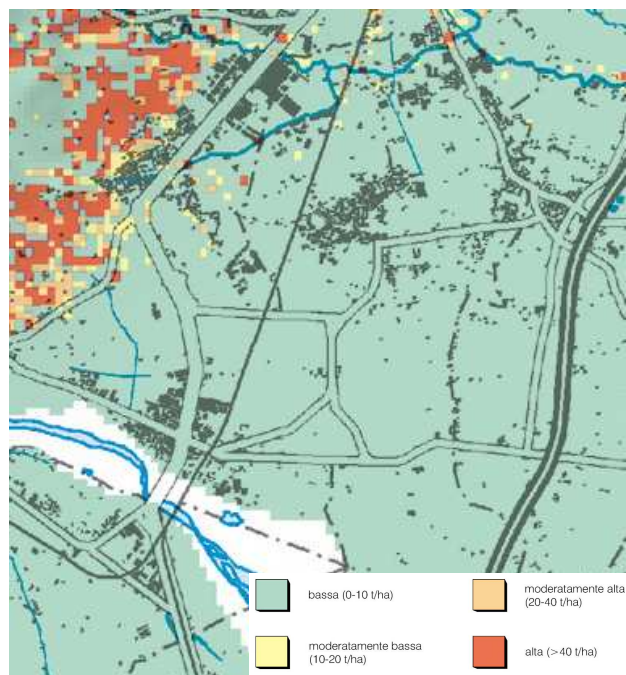 bassa (0-10 t/ha)
moderatamente bassa
(10-20 t/ha)
moderatamente alta
(20-40 t/ha)
alta (>40 t/ha)